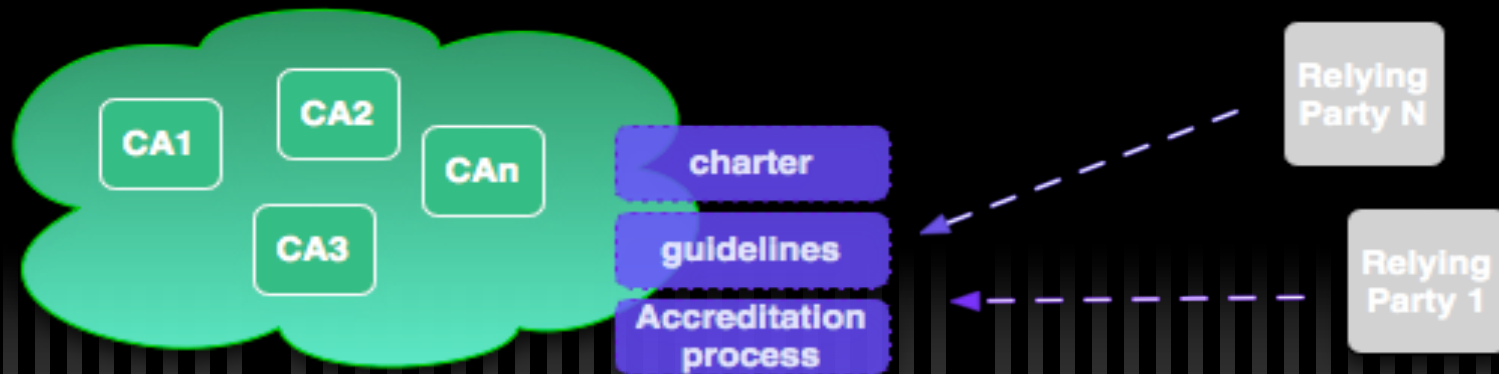 CA1
CA2
CAn
CA3
charter
guidelines
Accreditation
process
Relying
Party N
Relying
Party 1